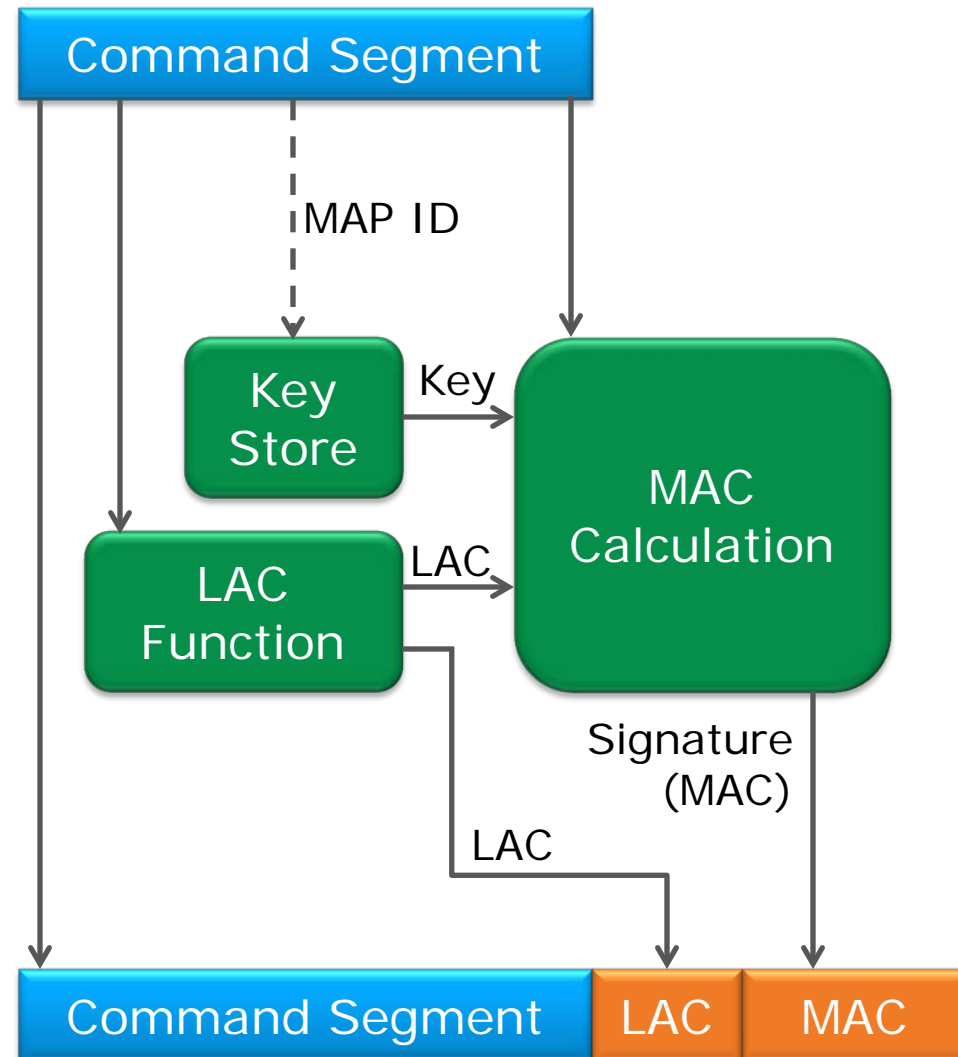 Command Segment
MAP ID
Key
Store
Key
MAC
Calculation
LAC
Function
LAC
Signature
(MAC)
LAC
Command Segment
LAC
MAC